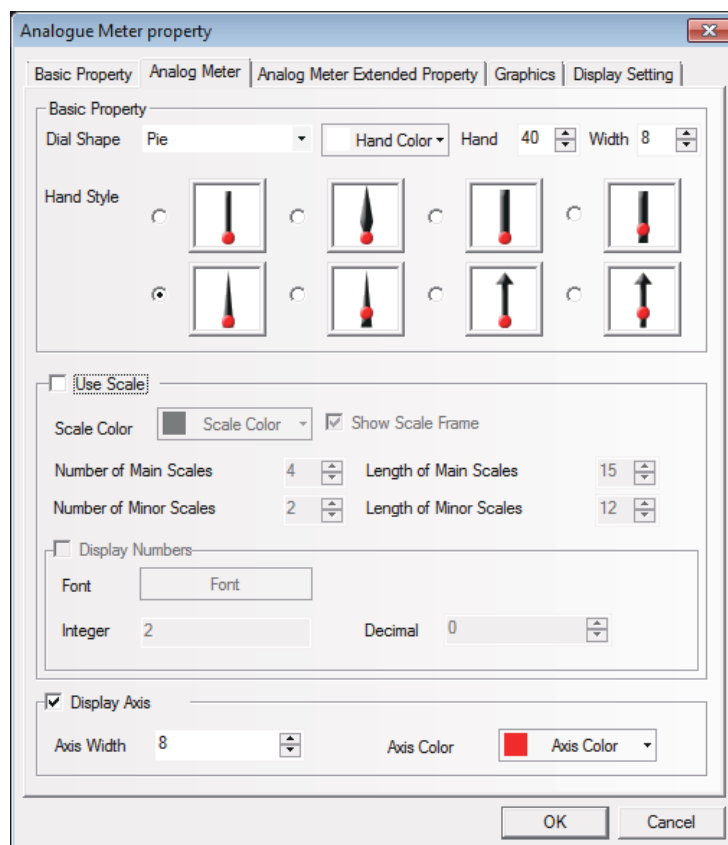 Analogue Meter property
Basic Property Analog Meter Analog Meter Extended Property Graphics Display Setting
Basic Property
Dial Shape Pie Hand Color Hand 40 Width 8
Hand Style
Use Scale
Scale Color Scale Color Show Scale Frame
Number of Main Scales 4 Length of Main Scales 15
Number of Minor Scales 2 Length of Minor Scales 12
Display Numbers
Font Font
Integer 2 Decimal 0
Display Axis
Axis Width 8 Axis Color Axis Color
OK Cancel